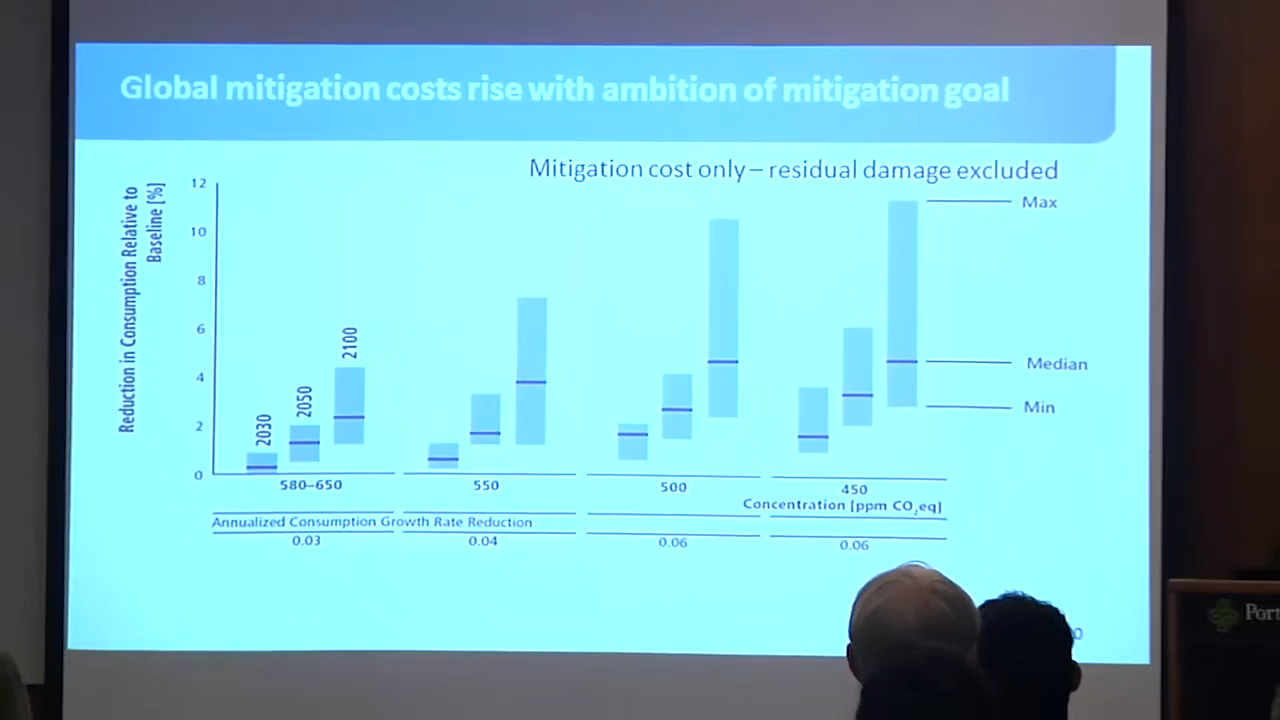 Global mitigation costs rise with ambition of mitigation goal
Mitigation cost only – residual damage excluded
Reduction in Consumption Relative to
Baseline [%]
12
10
8
6
4
2
0
2030
2050
2100
Max
Median
Min
580–650
550
500
450
Concentration [ppm CO₂eq]
Annualized Consumption Growth Rate Reduction
0.03
0.04
0.06
0.06